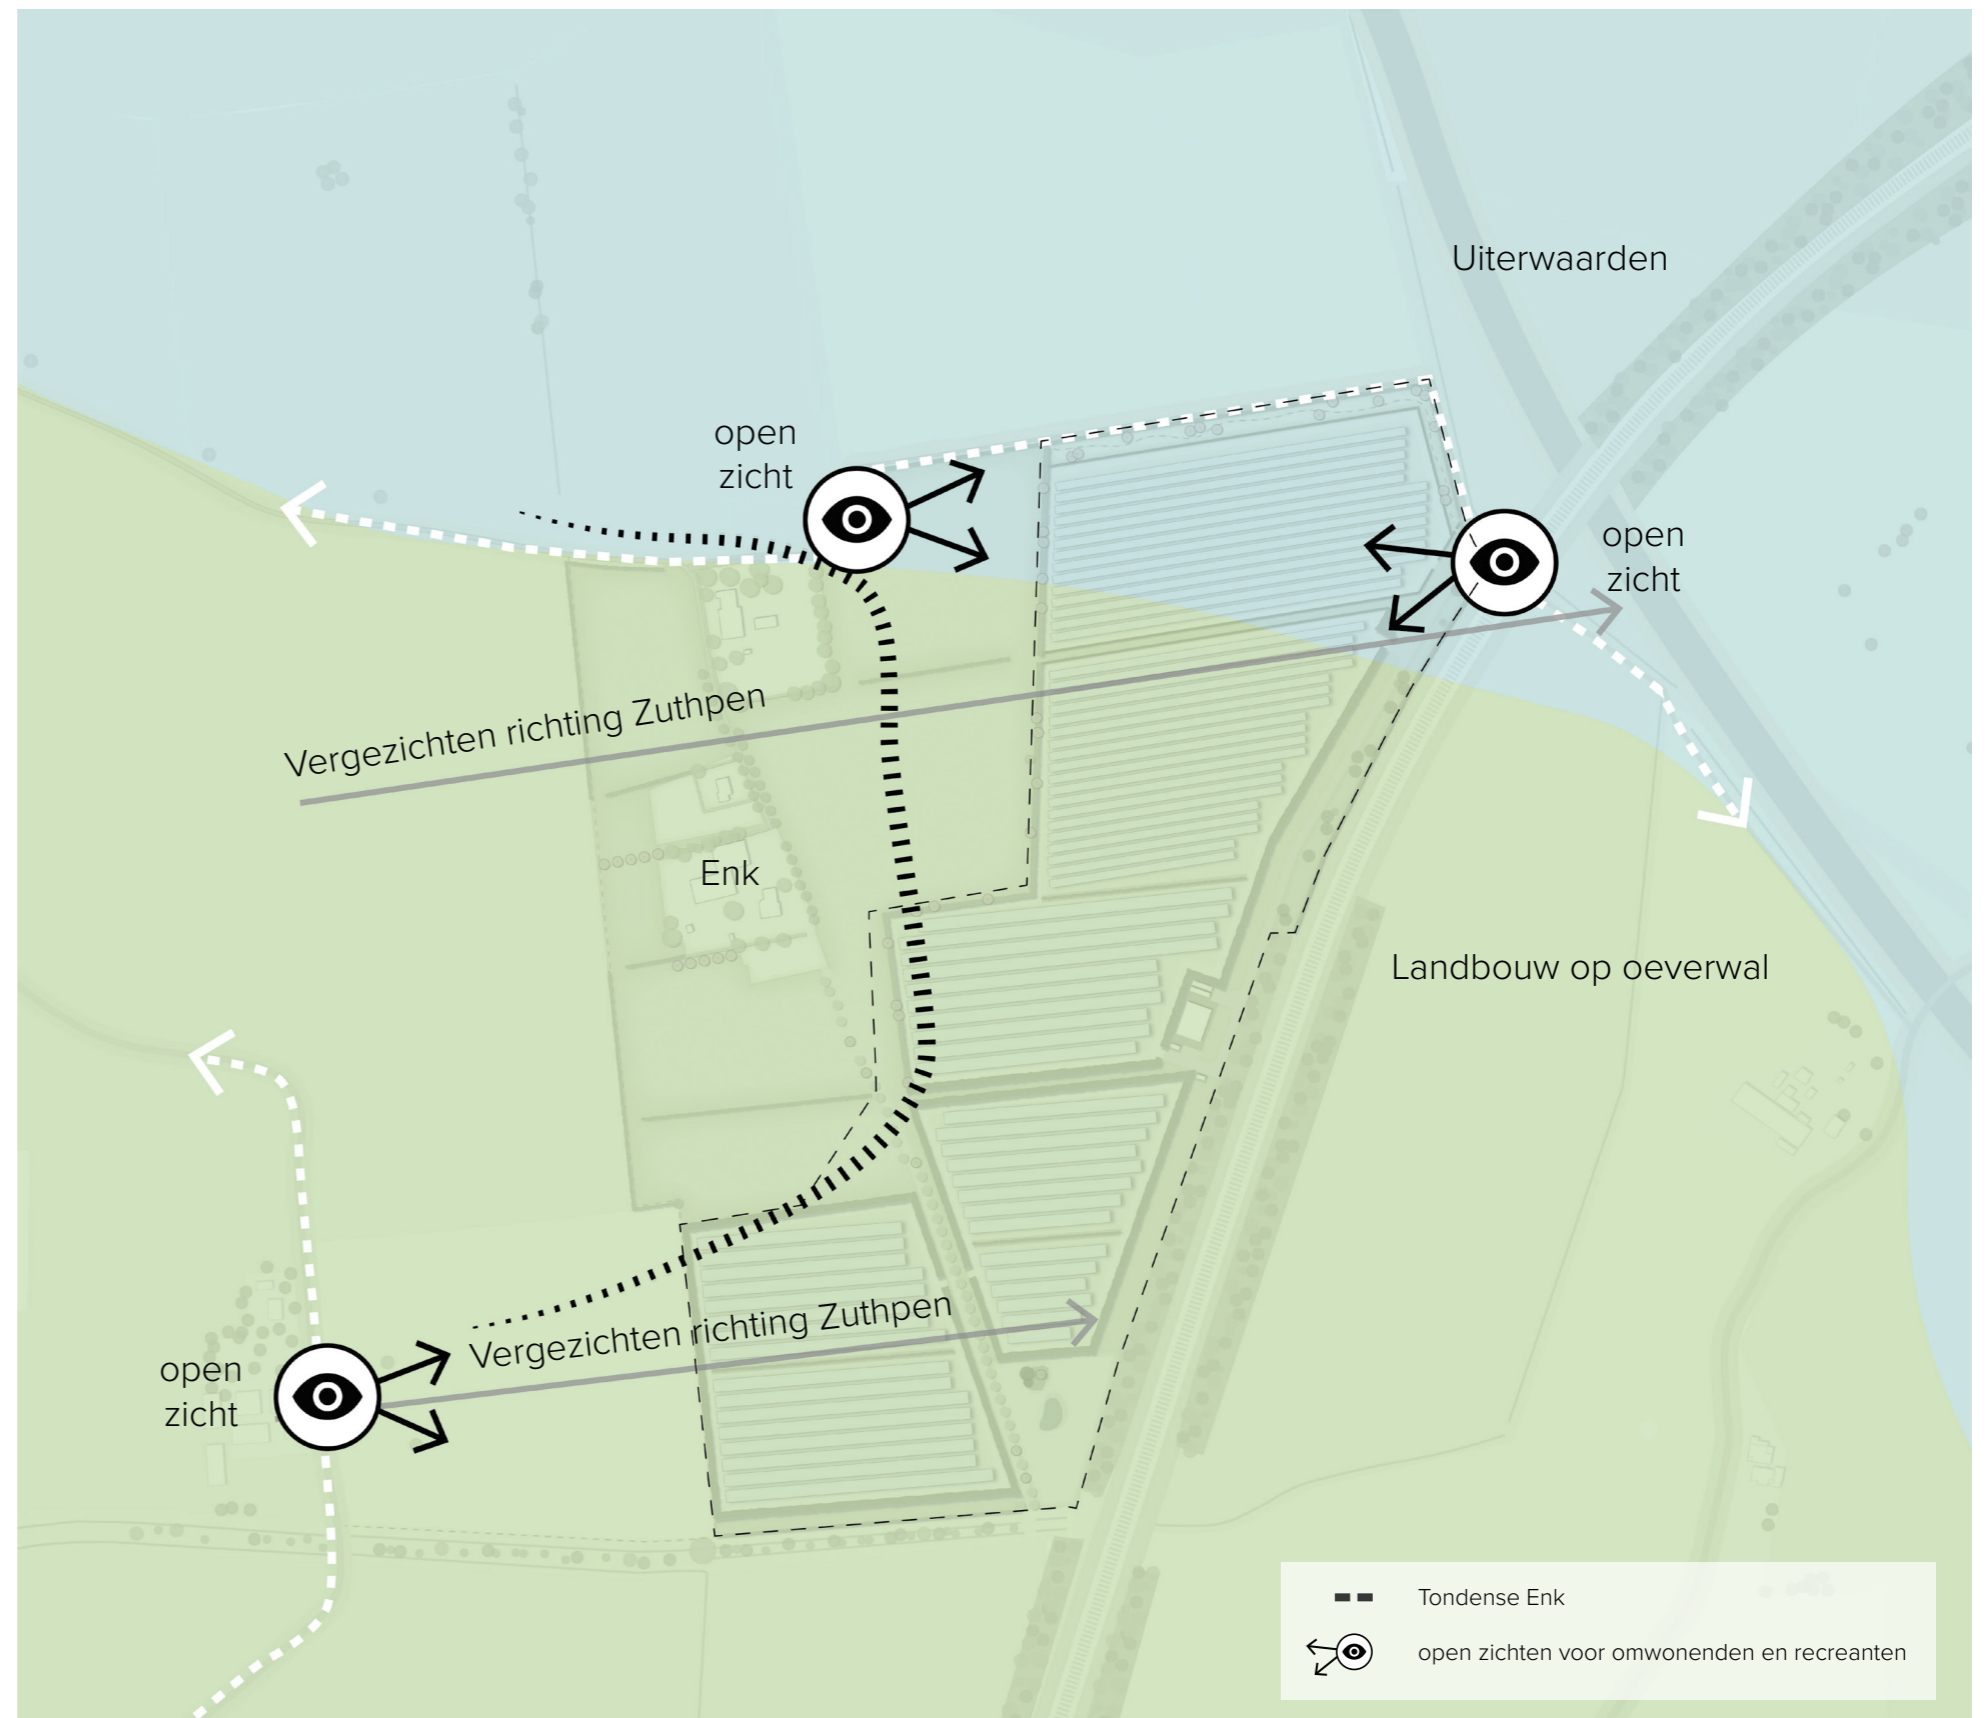 Uiterwaarden
open
zicht
open
zicht
Vergezichten richting Zuthpen
Enk
Landbouw op oeverwal
Vergezichten richting Zuthpen
open
zicht
Tondense Enk
open zichten voor omwonenden en recreanten